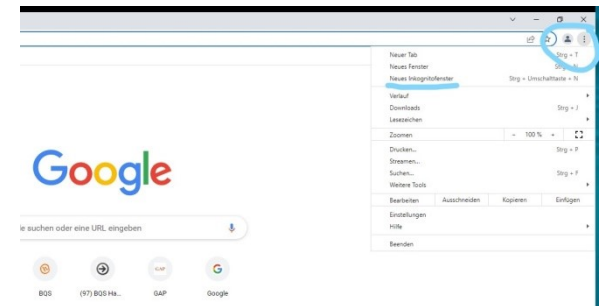 Neuer Tab Strg + T
Neues Fenster Strg + N
Neues Inkognitofenster Strg + Umschalttaste + N
Verlauf
Downloads Strg + J
Lesezeichen
Zoomen - 100 % +
Drucken... Strg + P
Streamen...
Suchen... Strg + F
Weitere Tools
Bearbeiten Ausschneiden Kopieren Einfügen
Einstellungen
Hilfe
Beenden
Google
ie suchen oder eine URL eingeben
BQS (97) BQS Ha... GAP Google